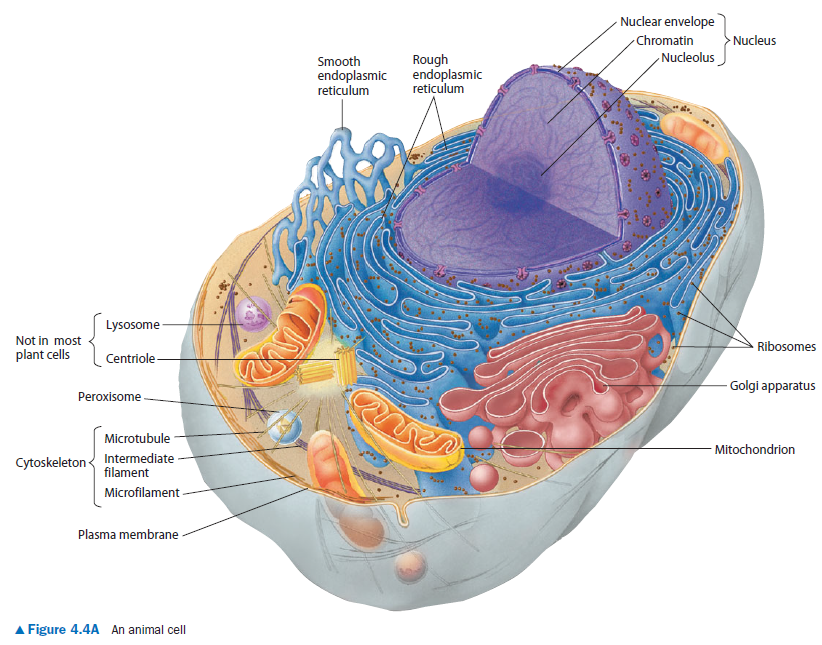 Nuclear envelope
Chromatin
Nucleolus
Nucleus
Smooth
endoplasmic
reticulum
Rough
endoplasmic
reticulum
Not in most
plant cells
Lysosome
Centriole
Peroxisome
Cytoskeleton
Microtubule
Intermediate
filament
Microfilament
Plasma membrane
Ribosomes
Golgi apparatus
Mitochondrion
▲ Figure 4.4A An animal cell